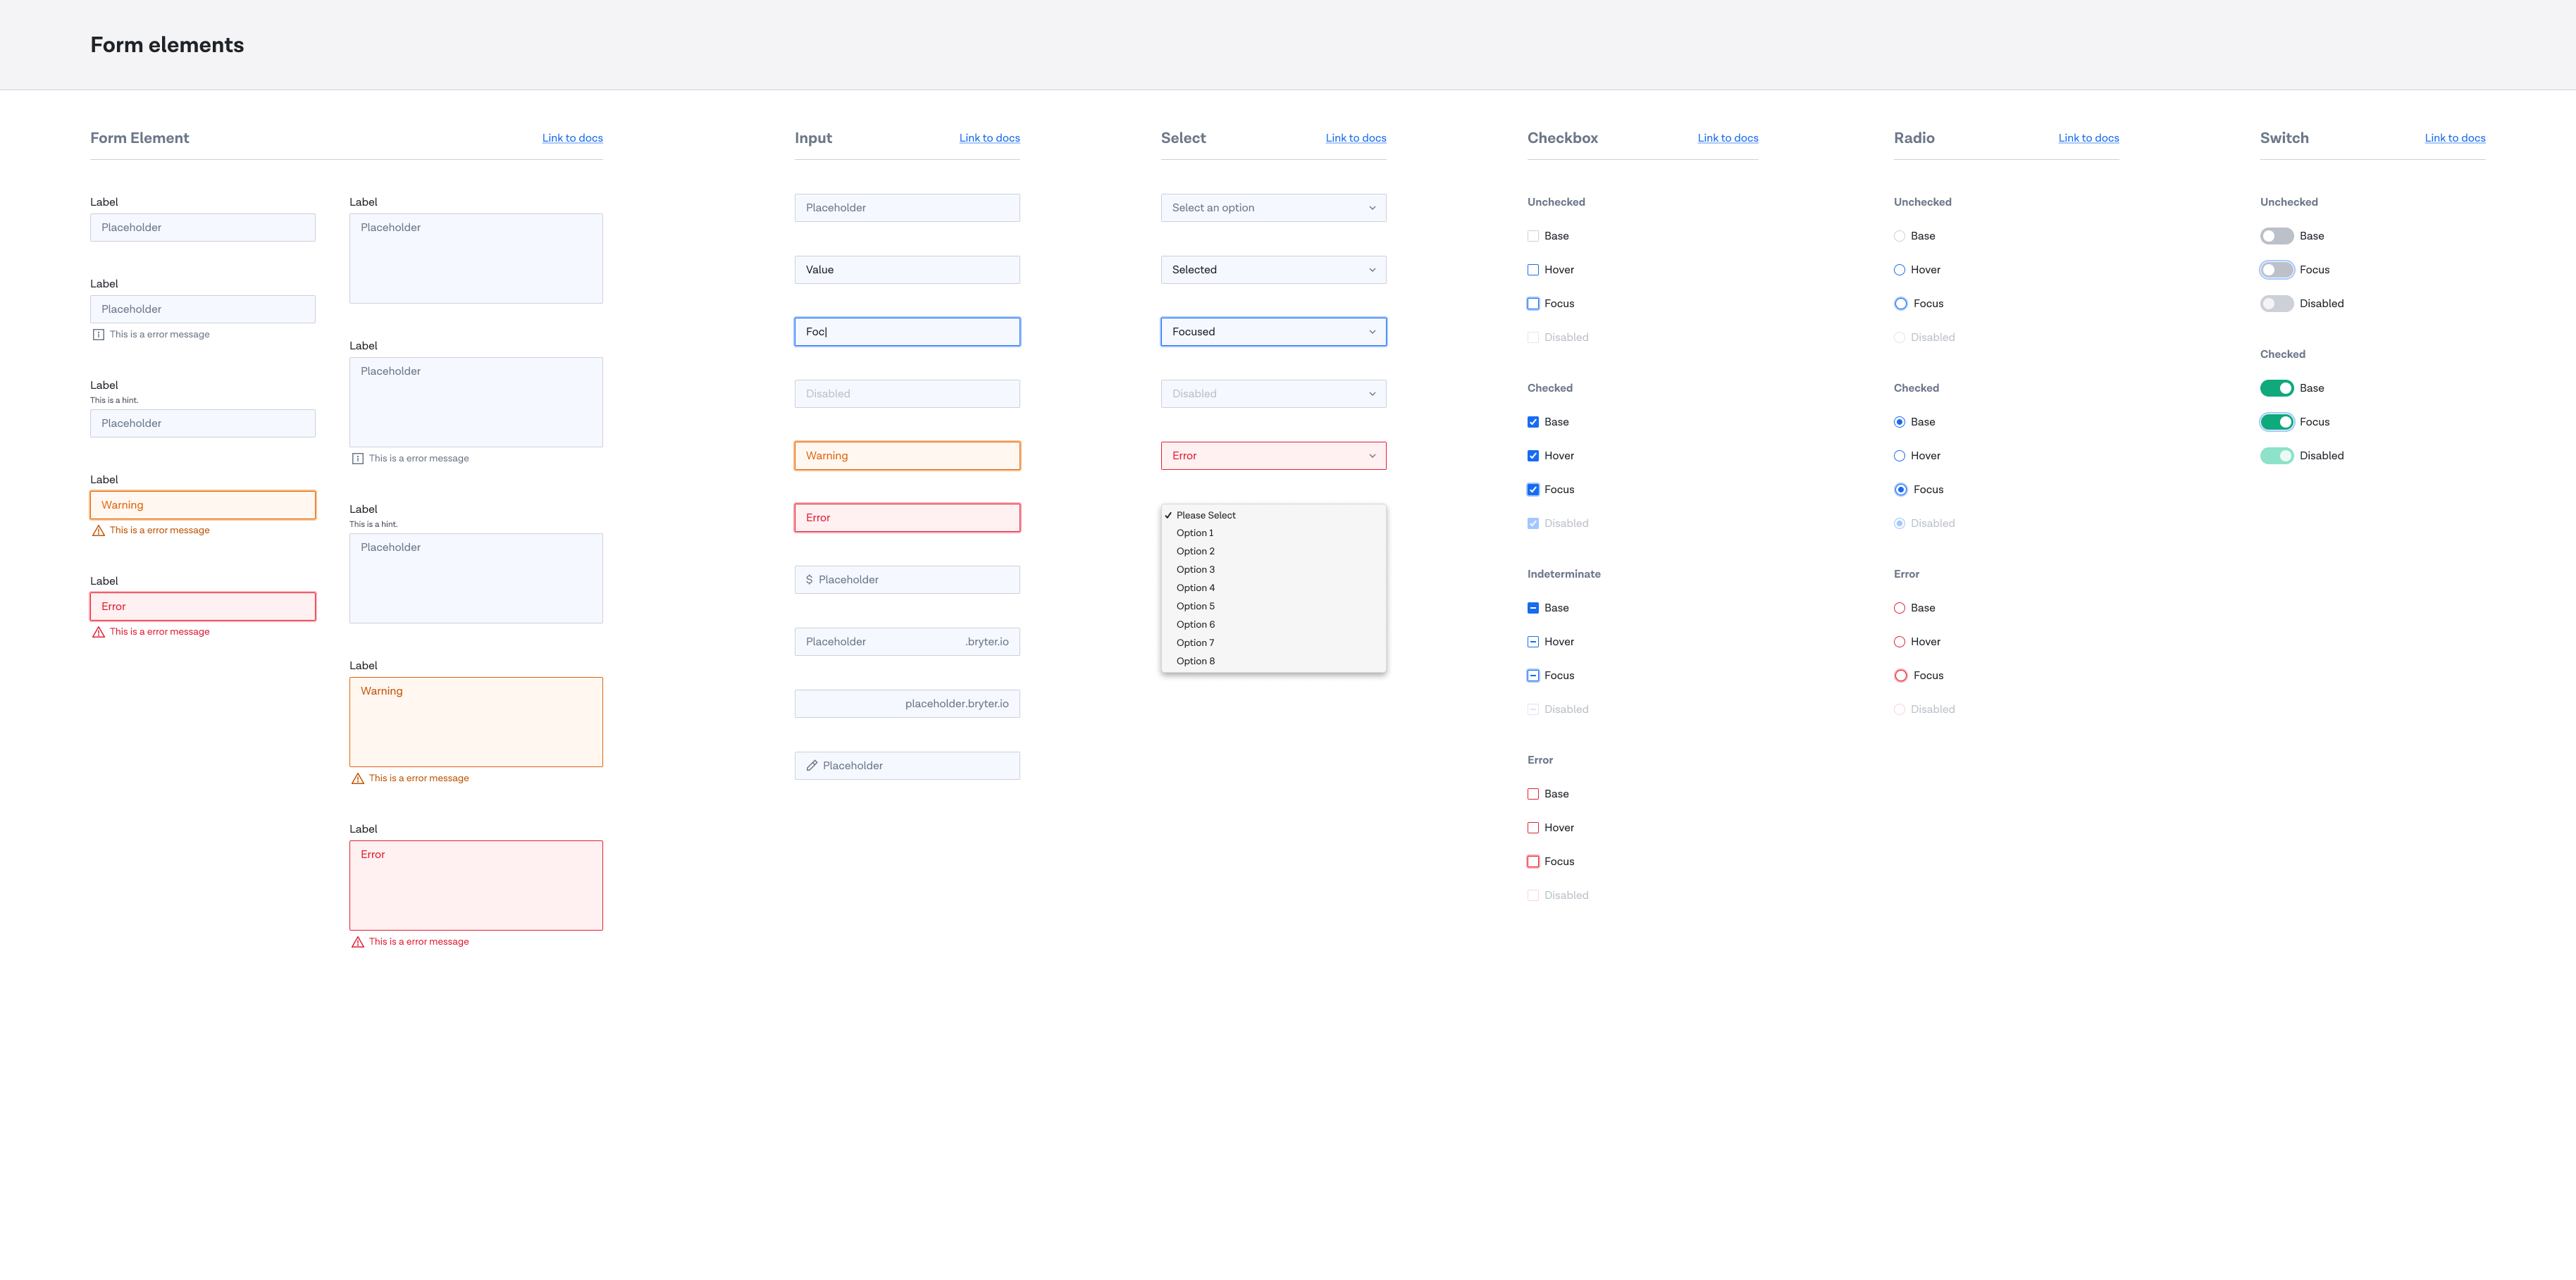 Form elements
Form Element
Link to docs
Label
Placeholder
Label
Placeholder
This is a error message
Label
This is a hint.
Placeholder
Label
Warning
This is a error message
Label
Error
This is a error message
Label
Placeholder
Label
Placeholder
This is a error message
Label
This is a hint.
Placeholder
Label
Warning
This is a error message
Label
Error
This is a error message
Input
Link to docs
Placeholder
Value
Foc|
Disabled
Warning
Error
$ Placeholder
Placeholder .bryter.io
placeholder.bryter.io
Placeholder
Select
Link to docs
Select an option
Selected
Focused
Disabled
Error
✓ Please Select
Option 1
Option 2
Option 3
Option 4
Option 5
Option 6
Option 7
Option 8
Checkbox
Link to docs
Unchecked
Base
Hover
Focus
Disabled
Checked
Base
Hover
Focus
Disabled
Indeterminate
Base
Hover
Focus
Disabled
Error
Base
Hover
Focus
Disabled
Radio
Link to docs
Unchecked
Base
Hover
Focus
Disabled
Checked
Base
Hover
Focus
Disabled
Error
Base
Hover
Focus
Disabled
Switch
Link to docs
Unchecked
Base
Focus
Disabled
Checked
Base
Focus
Disabled